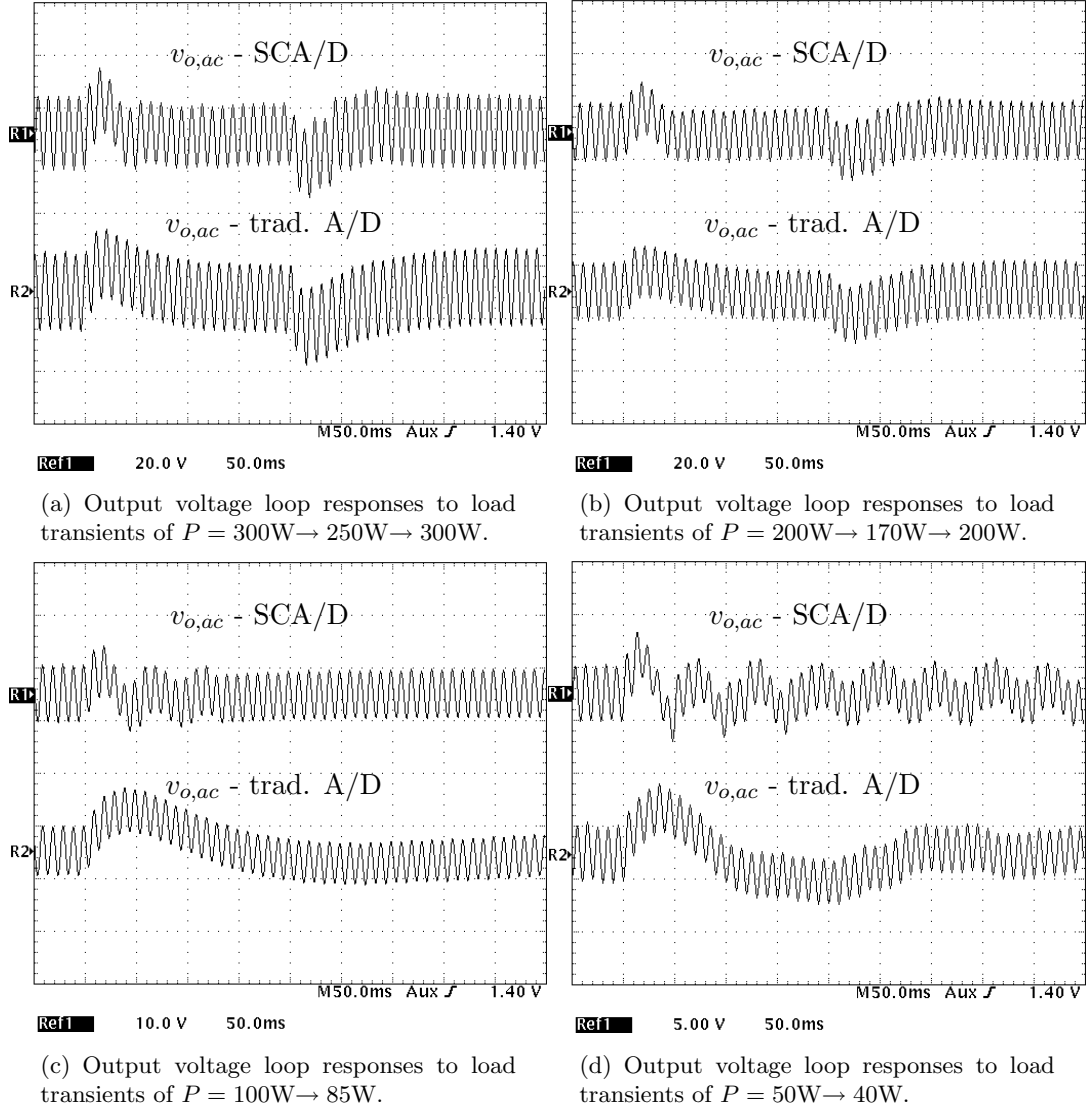 v_{o,ac} - SCA/D
R1
v_{o,ac} - trad. A/D
R2
M50.0ms Aux ƒ 1.40 V
Ref1 20.0 V 50.0ms
(a) Output voltage loop responses to load
transients of P = 300W→ 250W→ 300W.
v_{o,ac} - SCA/D
R1
v_{o,ac} - trad. A/D
R2
M50.0ms Aux ƒ 1.40 V
Ref1 20.0 V 50.0ms
(b) Output voltage loop responses to load
transients of P = 200W→ 170W→ 200W.
v_{o,ac} - SCA/D
R1
v_{o,ac} - trad. A/D
R2
M50.0ms Aux ƒ 1.40 V
Ref1 10.0 V 50.0ms
(c) Output voltage loop responses to load
transients of P = 100W→ 85W.
v_{o,ac} - SCA/D
R1
v_{o,ac} - trad. A/D
R2
M50.0ms Aux ƒ 1.40 V
Ref1 5.00 V 50.0ms
(d) Output voltage loop responses to load
transients of P = 50W→ 40W.